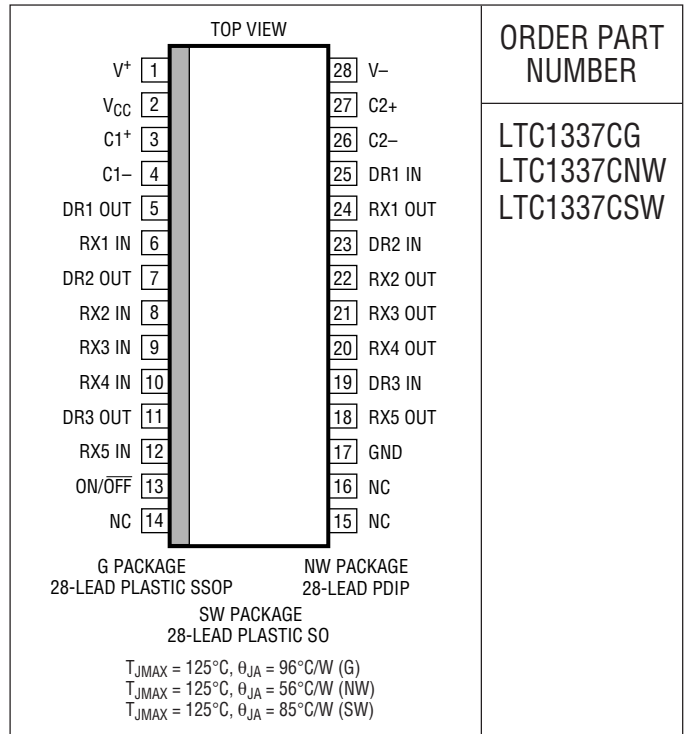 TOP VIEW
V+ 1
VCC 2
C1+ 3
C1– 4
DR1 OUT 5
RX1 IN 6
DR2 OUT 7
RX2 IN 8
RX3 IN 9
RX4 IN 10
DR3 OUT 11
RX5 IN 12
ON/OFF 13
NC 14
28 V–
27 C2+
26 C2–
25 DR1 IN
24 RX1 OUT
23 DR2 IN
22 RX2 OUT
21 RX3 OUT
20 RX4 OUT
19 DR3 IN
18 RX5 OUT
17 GND
16 NC
15 NC
G PACKAGE
28-LEAD PLASTIC SSOP
NW PACKAGE
28-LEAD PDIP
SW PACKAGE
28-LEAD PLASTIC SO
TJMAX = 125°C, θJA = 96°C/W (G)
TJMAX = 125°C, θJA = 56°C/W (NW)
TJMAX = 125°C, θJA = 85°C/W (SW)
ORDER PART
NUMBER
LTC1337CG
LTC1337CNW
LTC1337CSW